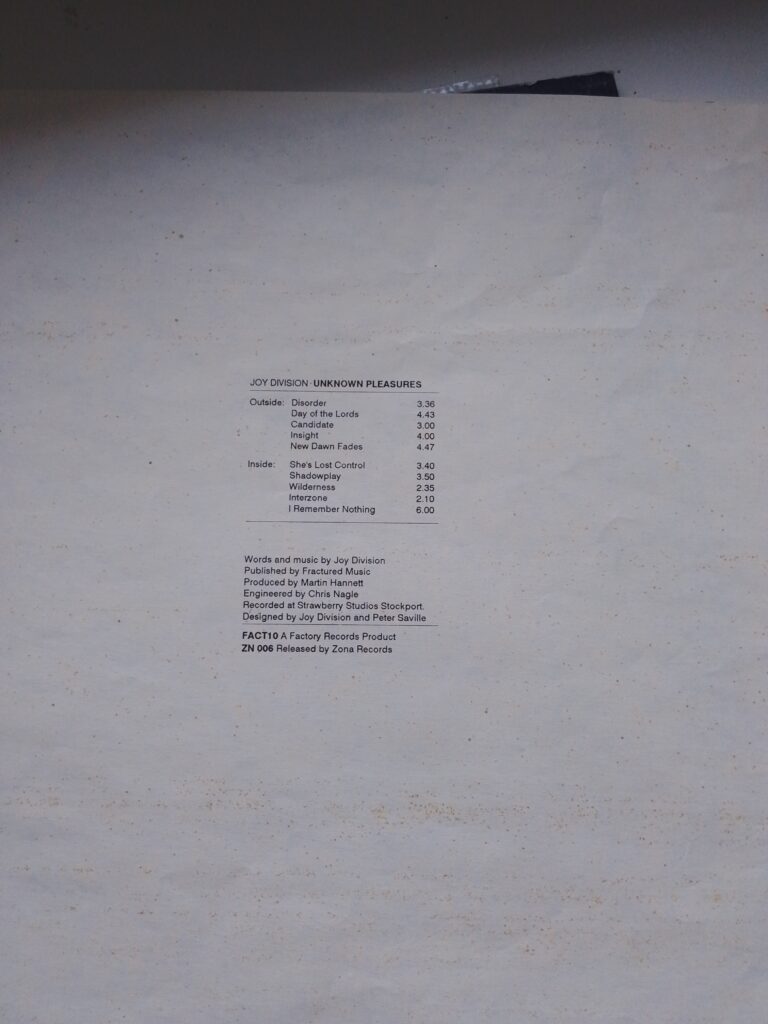 JOY DIVISION · UNKNOWN PLEASURES
Outside: Disorder 3.36
Day of the Lords 4.43
Candidate 3.00
Insight 4.00
New Dawn Fades 4.47
Inside: She's Lost Control 3.40
Shadowplay 3.50
Wilderness 2.35
Interzone 2.10
I Remember Nothing 6.00
Words and music by Joy Division
Published by Fractured Music
Produced by Martin Hannett
Engineered by Chris Nagle
Recorded at Strawberry Studios Stockport.
Designed by Joy Division and Peter Saville
FACT10 A Factory Records Product
ZN 006 Released by Zona Records